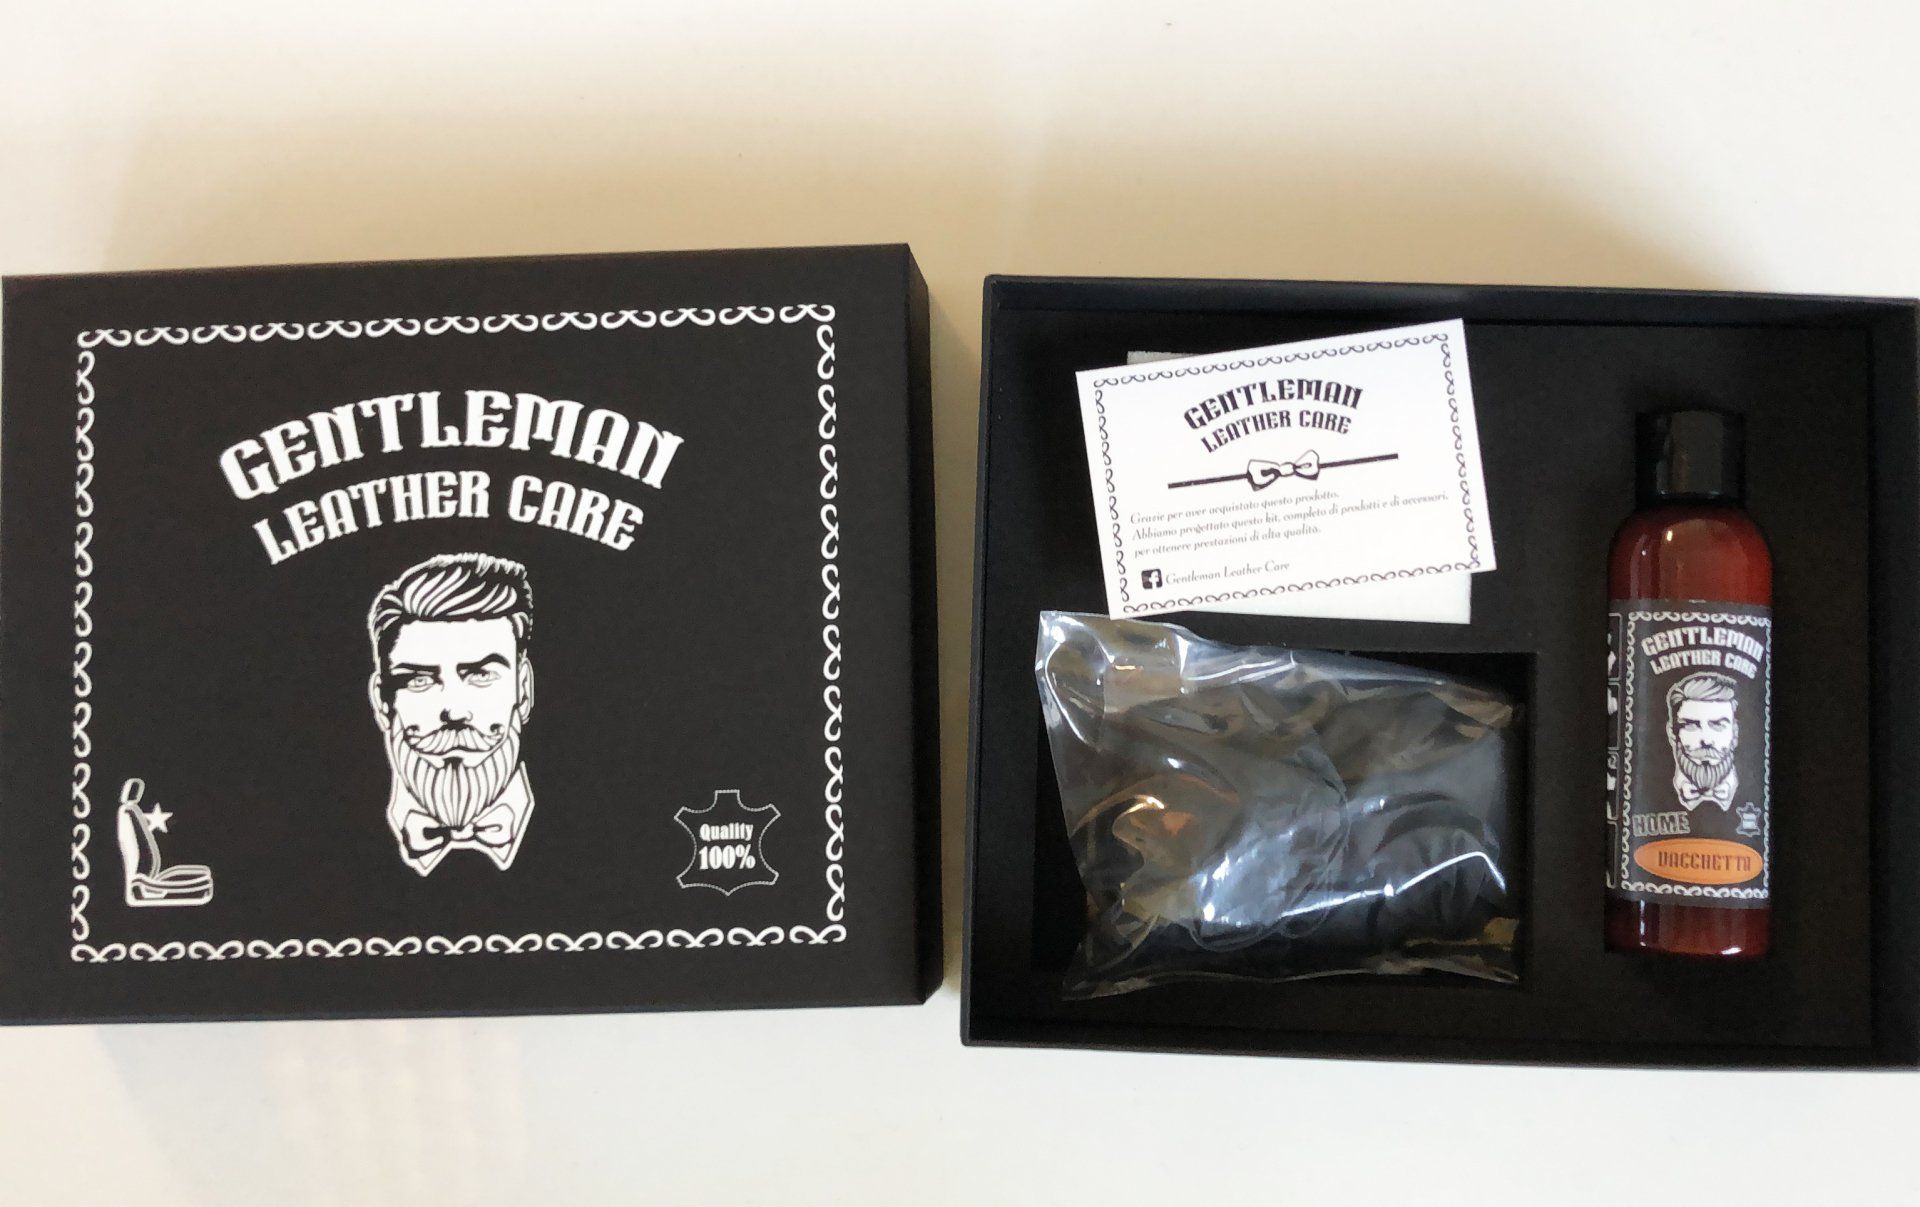 GENTLEMAN
LEATHER CARE
Quality
100%
GENTLEMAN
LEATHER CARE
Grazie per aver acquistato questo prodotto.
Abbiamo progettato questo kit, completo di prodotti e di accessori,
per ottenere prestazioni di alta qualità.
f Gentleman Leather Care
GENTLEMAN
LEATHER CARE
HOME
VACCHETTA